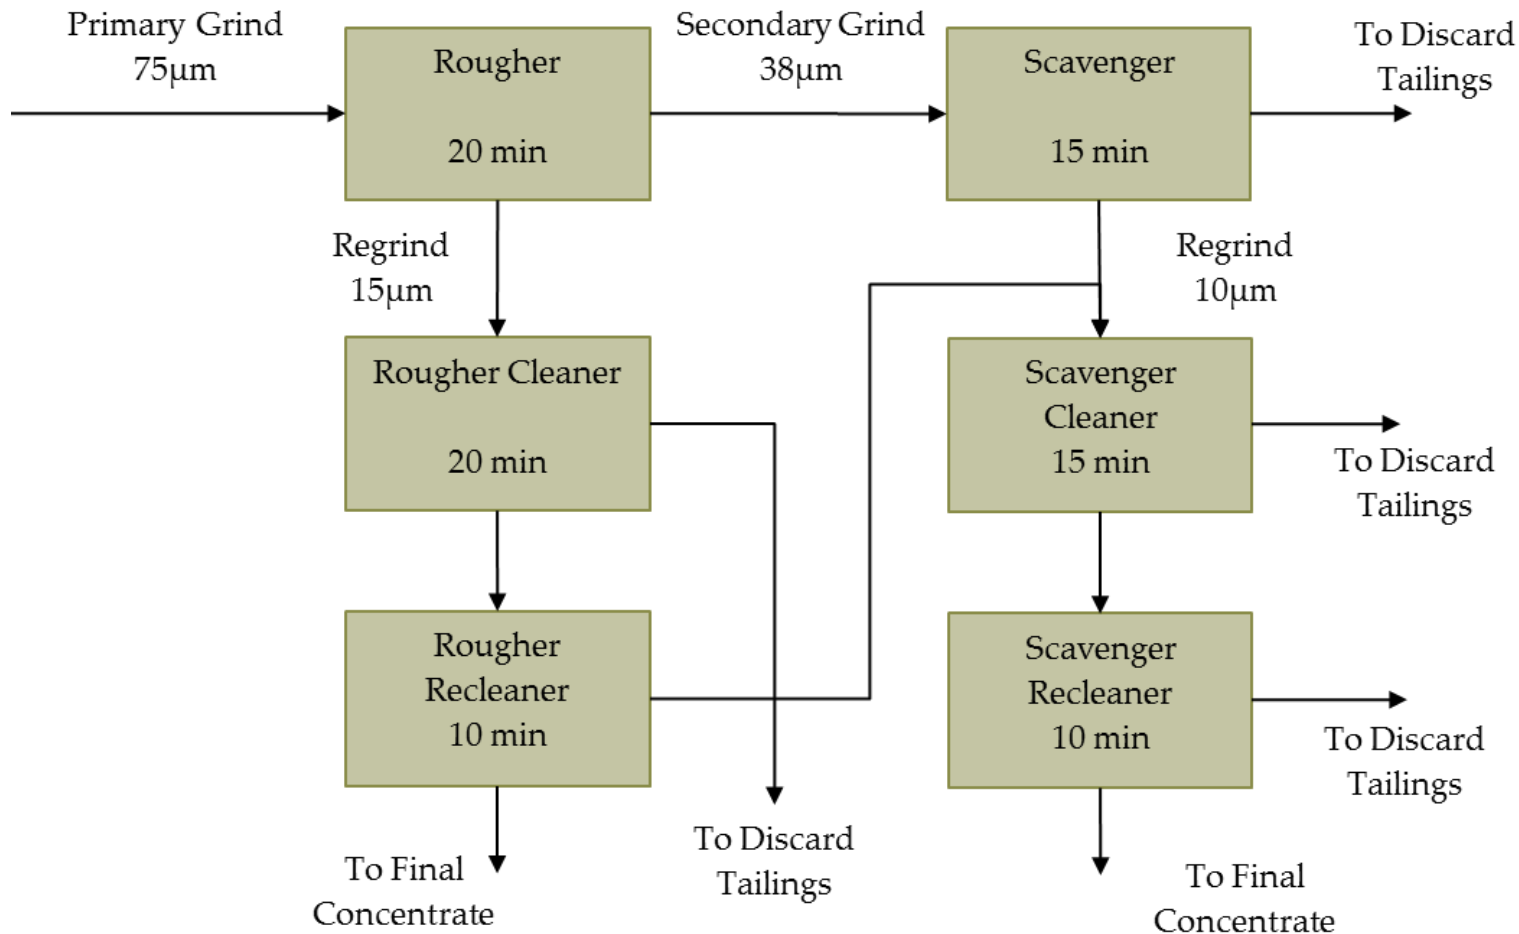 Primary Grind
75μm
Rougher
20 min
Secondary Grind
38μm
Scavenger
15 min
To Discard
Tailings
Regrind
15μm
Regrind
10μm
Rougher Cleaner
20 min
Scavenger
Cleaner
15 min
To Discard
Tailings
Rougher
Recleaner
10 min
Scavenger
Recleaner
10 min
To Discard
Tailings
To Final
Concentrate
To Discard
Tailings
To Final
Concentrate